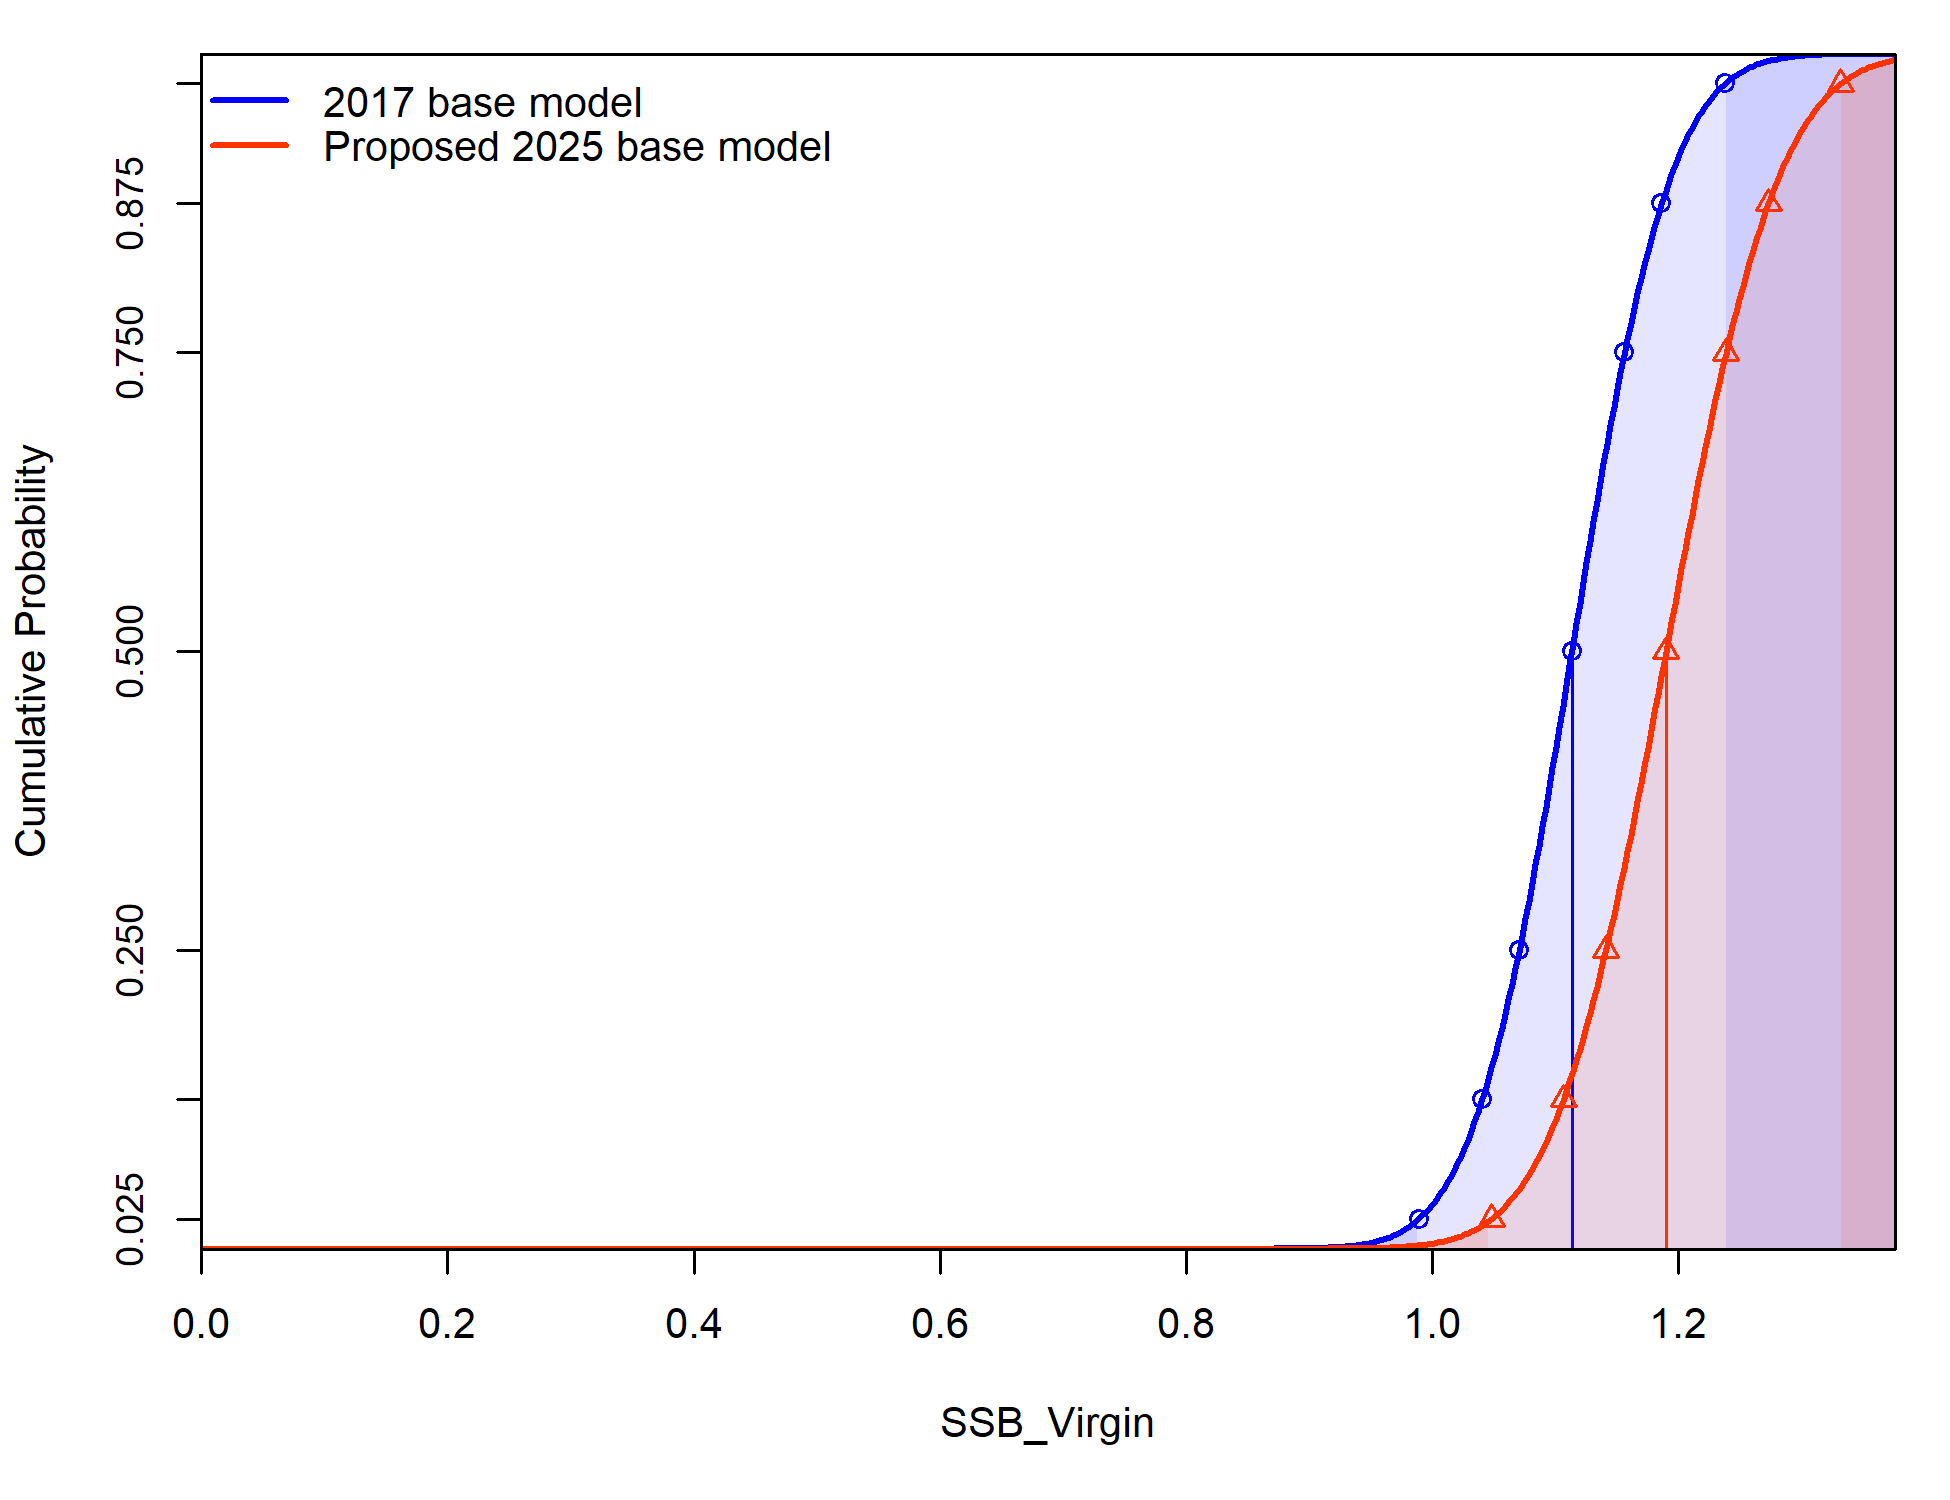 2017 base model
Proposed 2025 base model
Cumulative Probability
0.875
0.750
0.500
0.250
0.025
0.0 0.2 0.4 0.6 0.8 1.0 1.2
SSB_Virgin